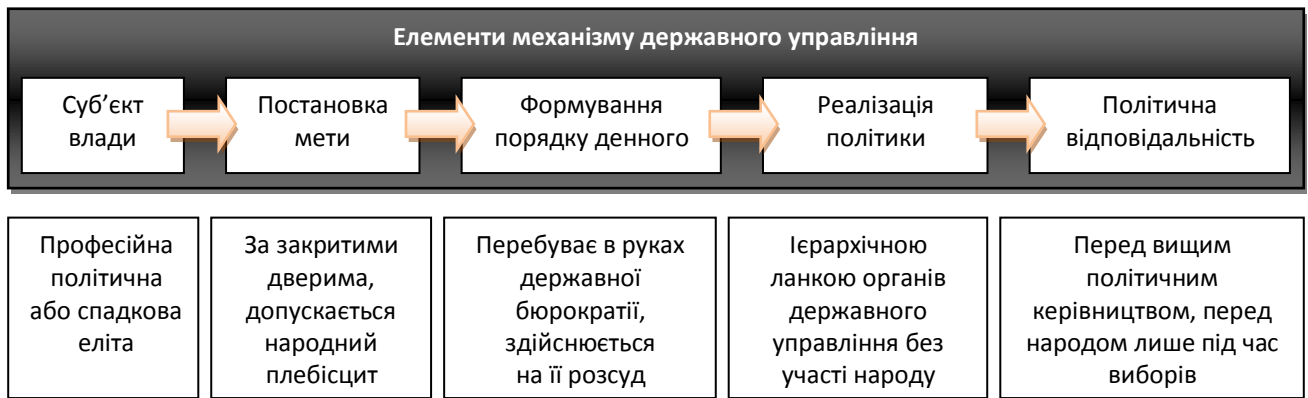 Елементи механізму державного управління
Суб’єкт
влади
Постановка
мети
Формування
порядку денного
Реалізація
політики
Політична
відповідальність
Професійна
політична
або спадкова
еліта
За закритими
дверима,
допускається
народний
плебісцит
Перебуває в руках
державної
бюрократії,
здійснюється
на її розсуд
Ієрархічною
ланкою органів
державного
управління без
участі народу
Перед вищим
політичним
керівництвом, перед
народом лише під час
виборів